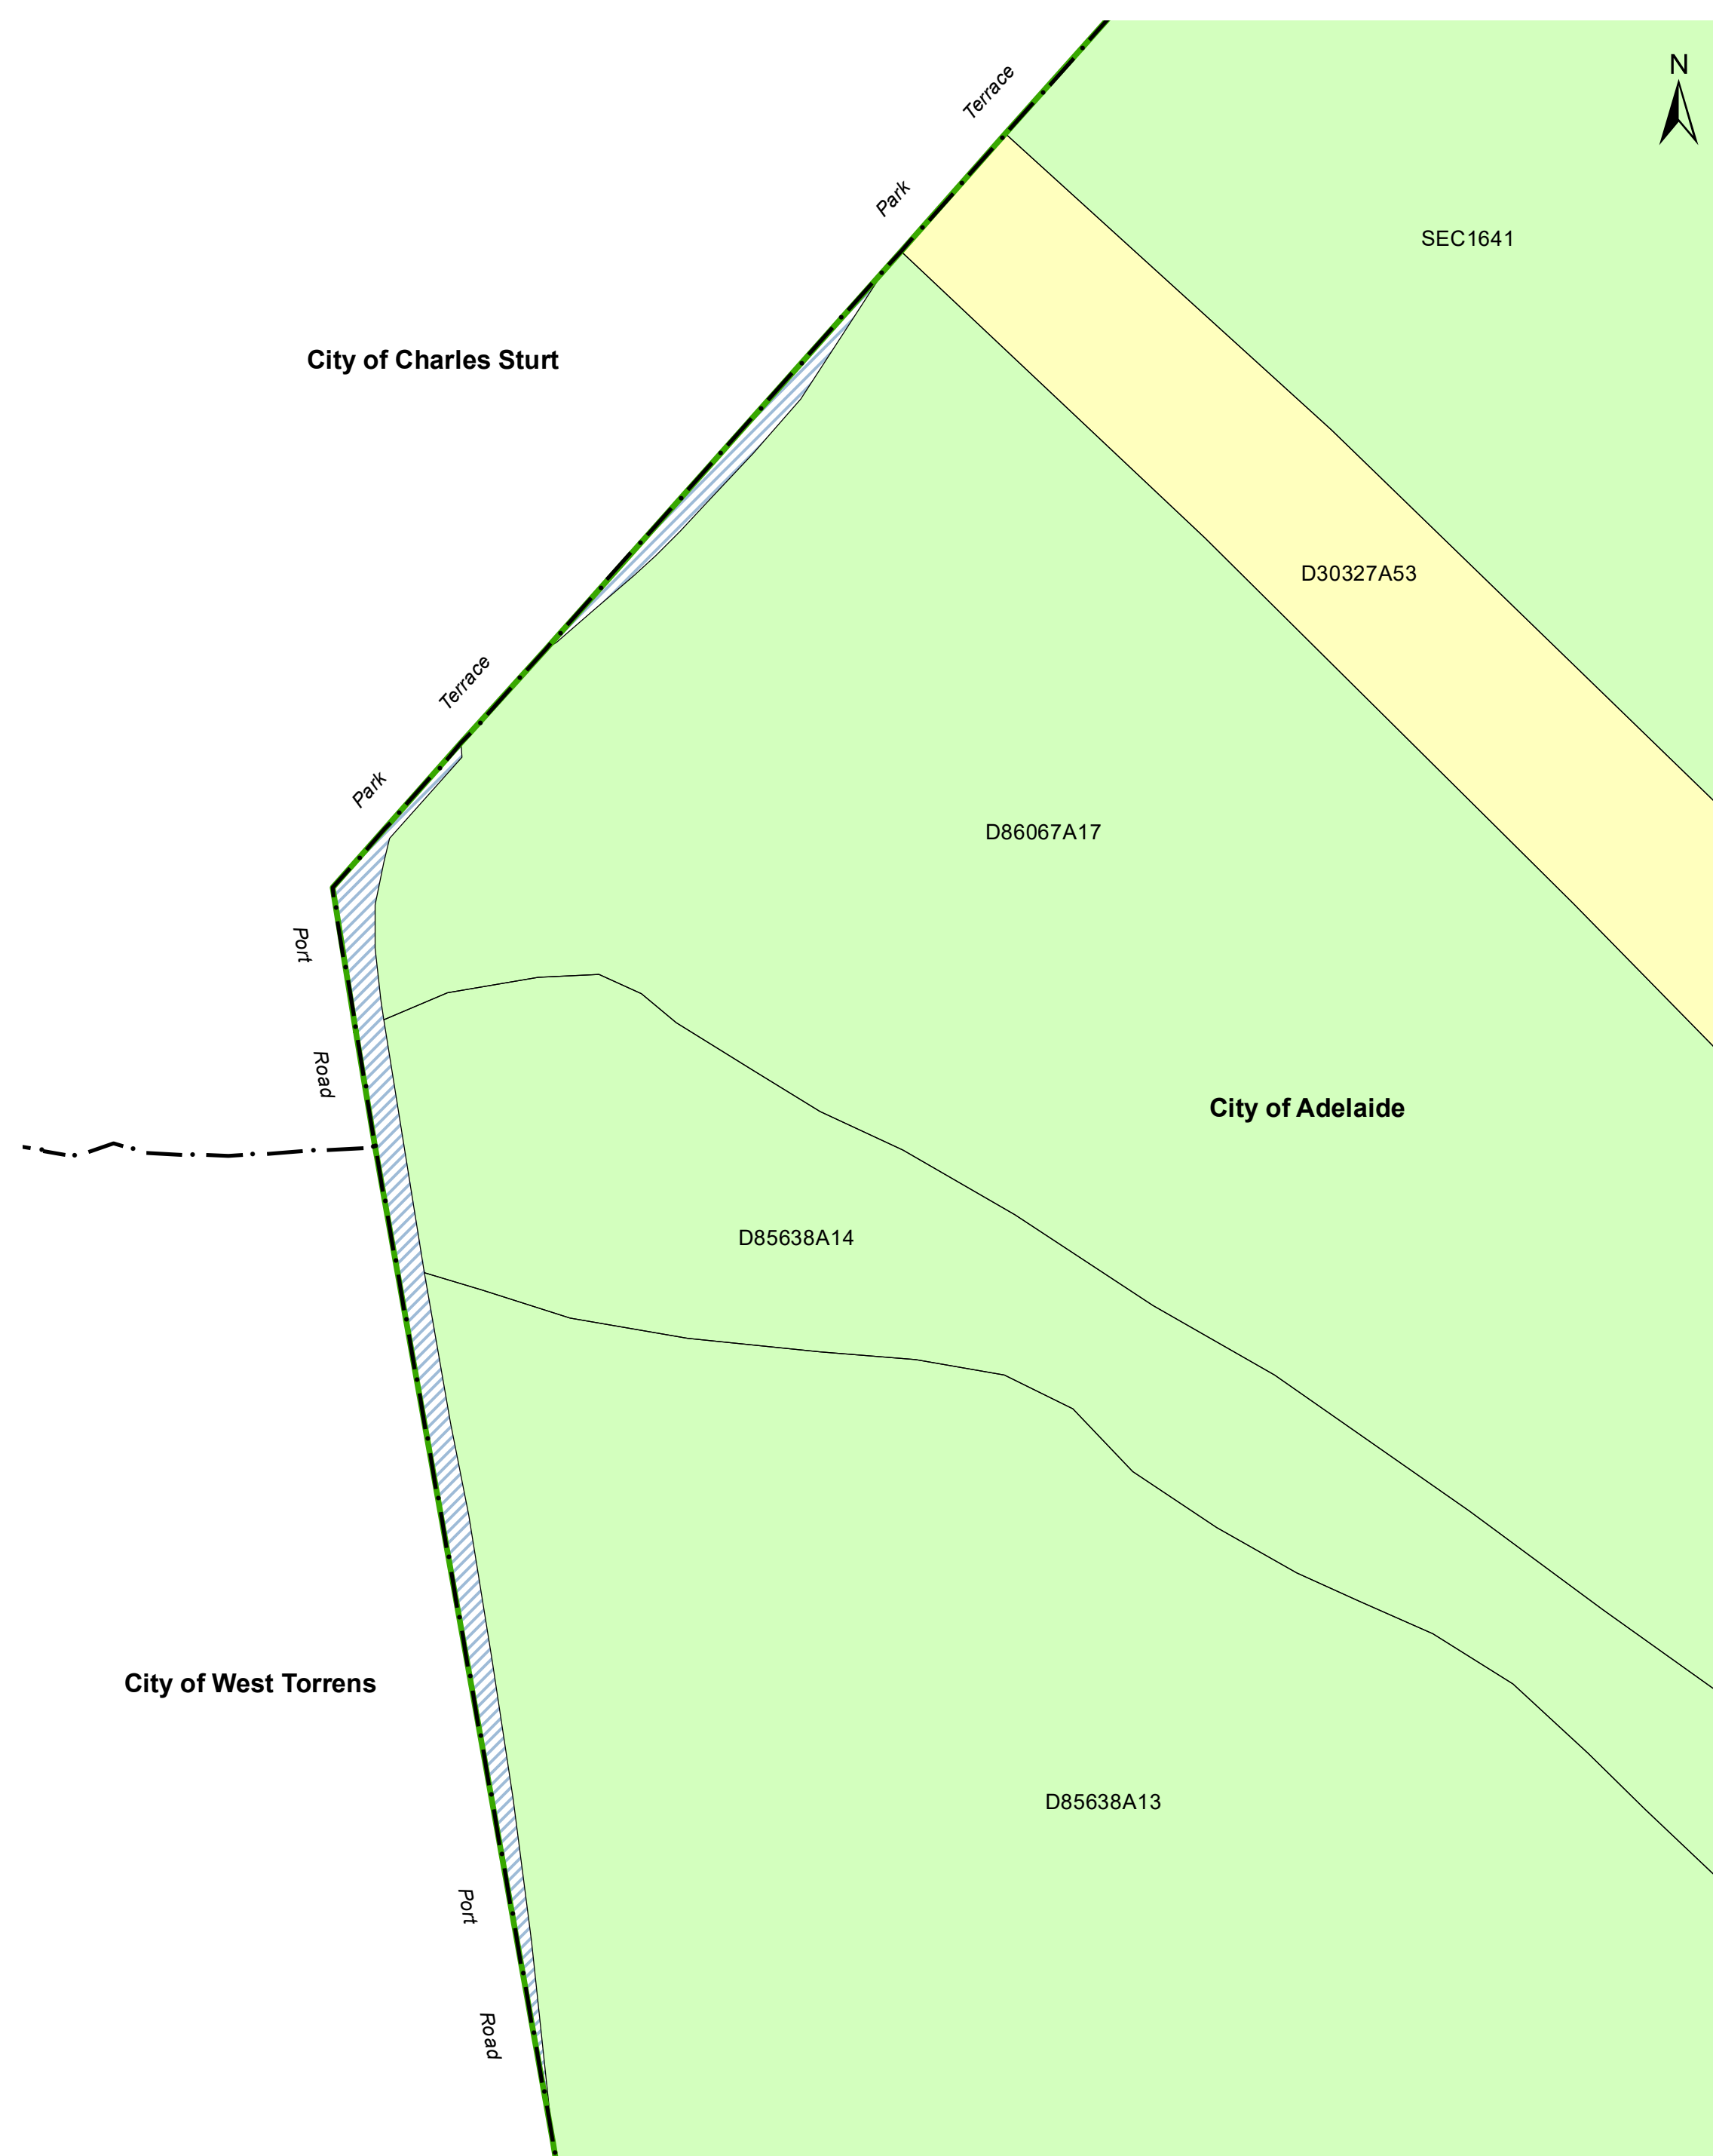 N
Terrace
Park
SEC1641
City of Charles Sturt
D30327A53
Terrace
Park
D86067A17
Port
Road
City of Adelaide
D85638A14
City of West Torrens
D85638A13
Port
Road